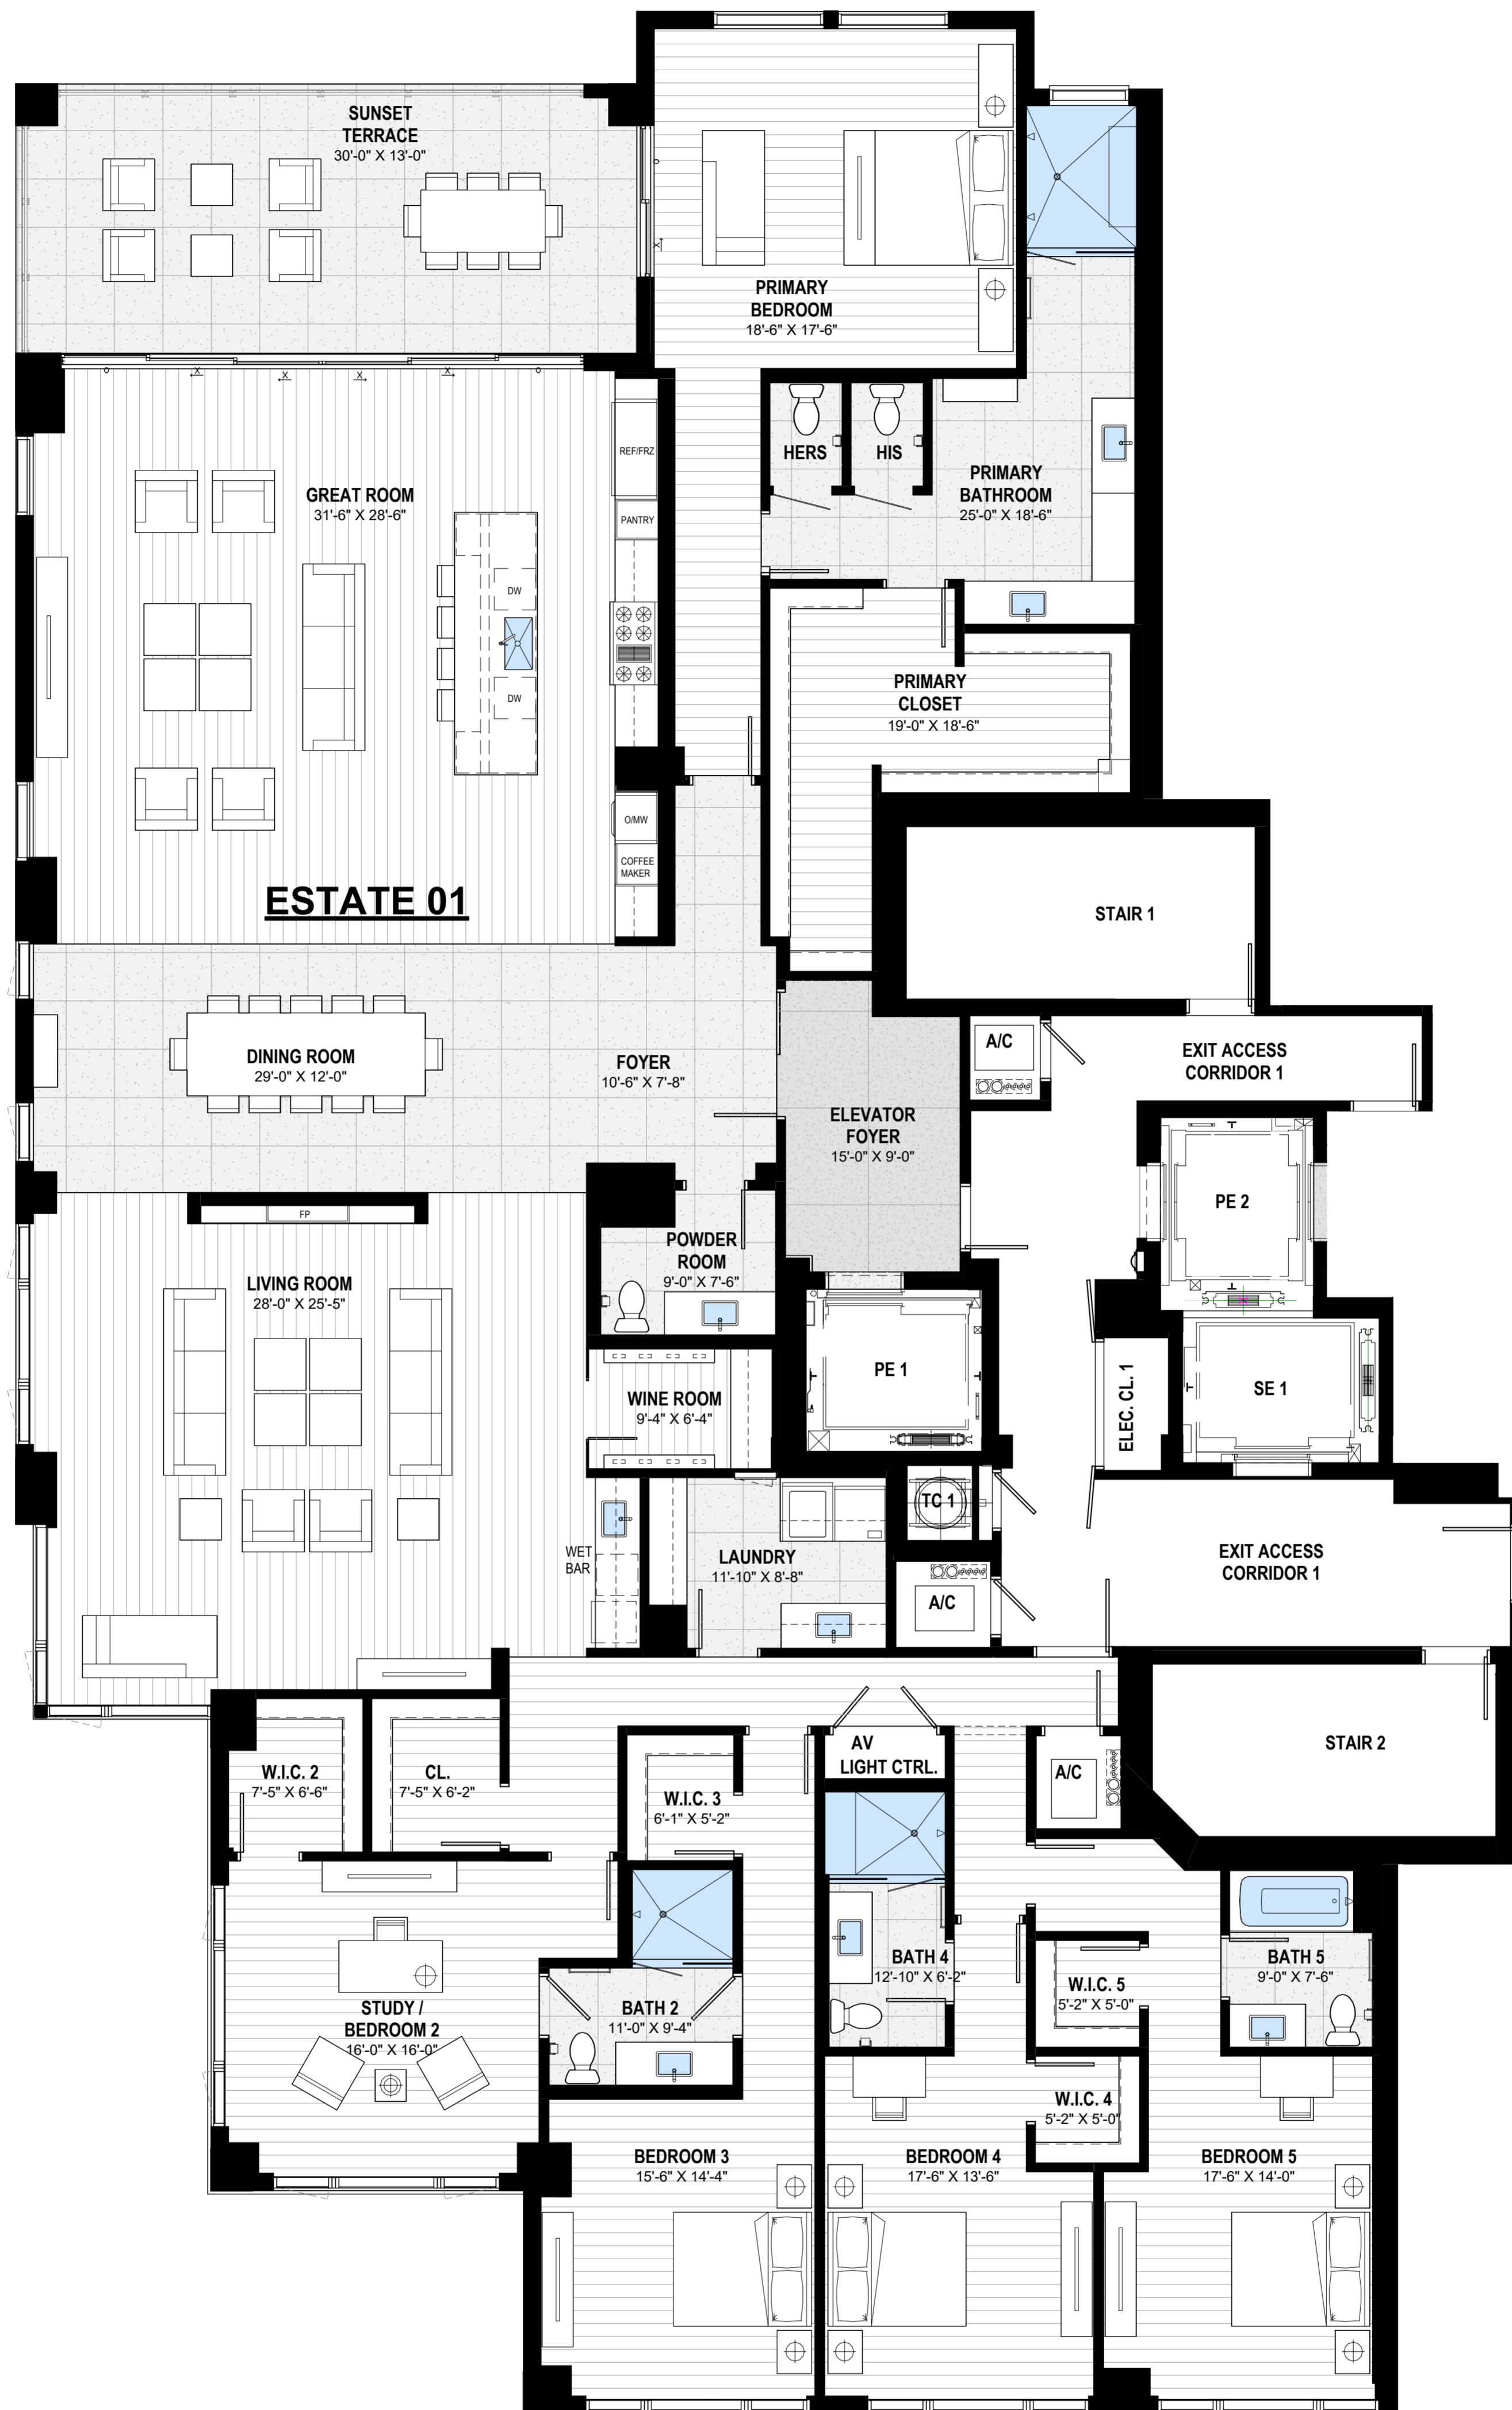 SUNSET
TERRACE
30'-0" X 13'-0"
PRIMARY
BEDROOM
18'-6" X 17'-6"
HERS
HIS
PRIMARY
BATHROOM
25'-0" X 18'-6"
REF/FRZ
PANTRY
GREAT ROOM
31'-6" X 28'-6"
DW
DW
PRIMARY
CLOSET
19'-0" X 18'-6"
O/MW
COFFEE
MAKER
ESTATE 01
STAIR 1
DINING ROOM
29'-0" X 12'-0"
FOYER
10'-6" X 7'-8"
ELEVATOR
FOYER
15'-0" X 9'-0"
A/C
EXIT ACCESS
CORRIDOR 1
PE 2
FP
POWDER
ROOM
9'-0" X 7'-6"
LIVING ROOM
28'-0" X 25'-5"
PE 1
ELEC. CL. 1
SE 1
WINE ROOM
9'-4" X 6'-4"
TC 1
WET
BAR
LAUNDRY
11'-10" X 8'-8"
A/C
EXIT ACCESS
CORRIDOR 1
W.I.C. 2
7'-5" X 6'-6"
CL.
7'-5" X 6'-2"
W.I.C. 3
6'-1" X 5'-2"
AV
LIGHT CTRL.
A/C
STAIR 2
STUDY /
BEDROOM 2
16'-0" X 16'-0"
BATH 2
11'-0" X 9'-4"
BATH 4
12'-10" X 6'-2"
W.I.C. 5
5'-2" X 5'-0"
BATH 5
9'-0" X 7'-6"
W.I.C. 4
5'-2" X 5'-0"
BEDROOM 3
15'-6" X 14'-4"
BEDROOM 4
17'-6" X 13'-6"
BEDROOM 5
17'-6" X 14'-0"